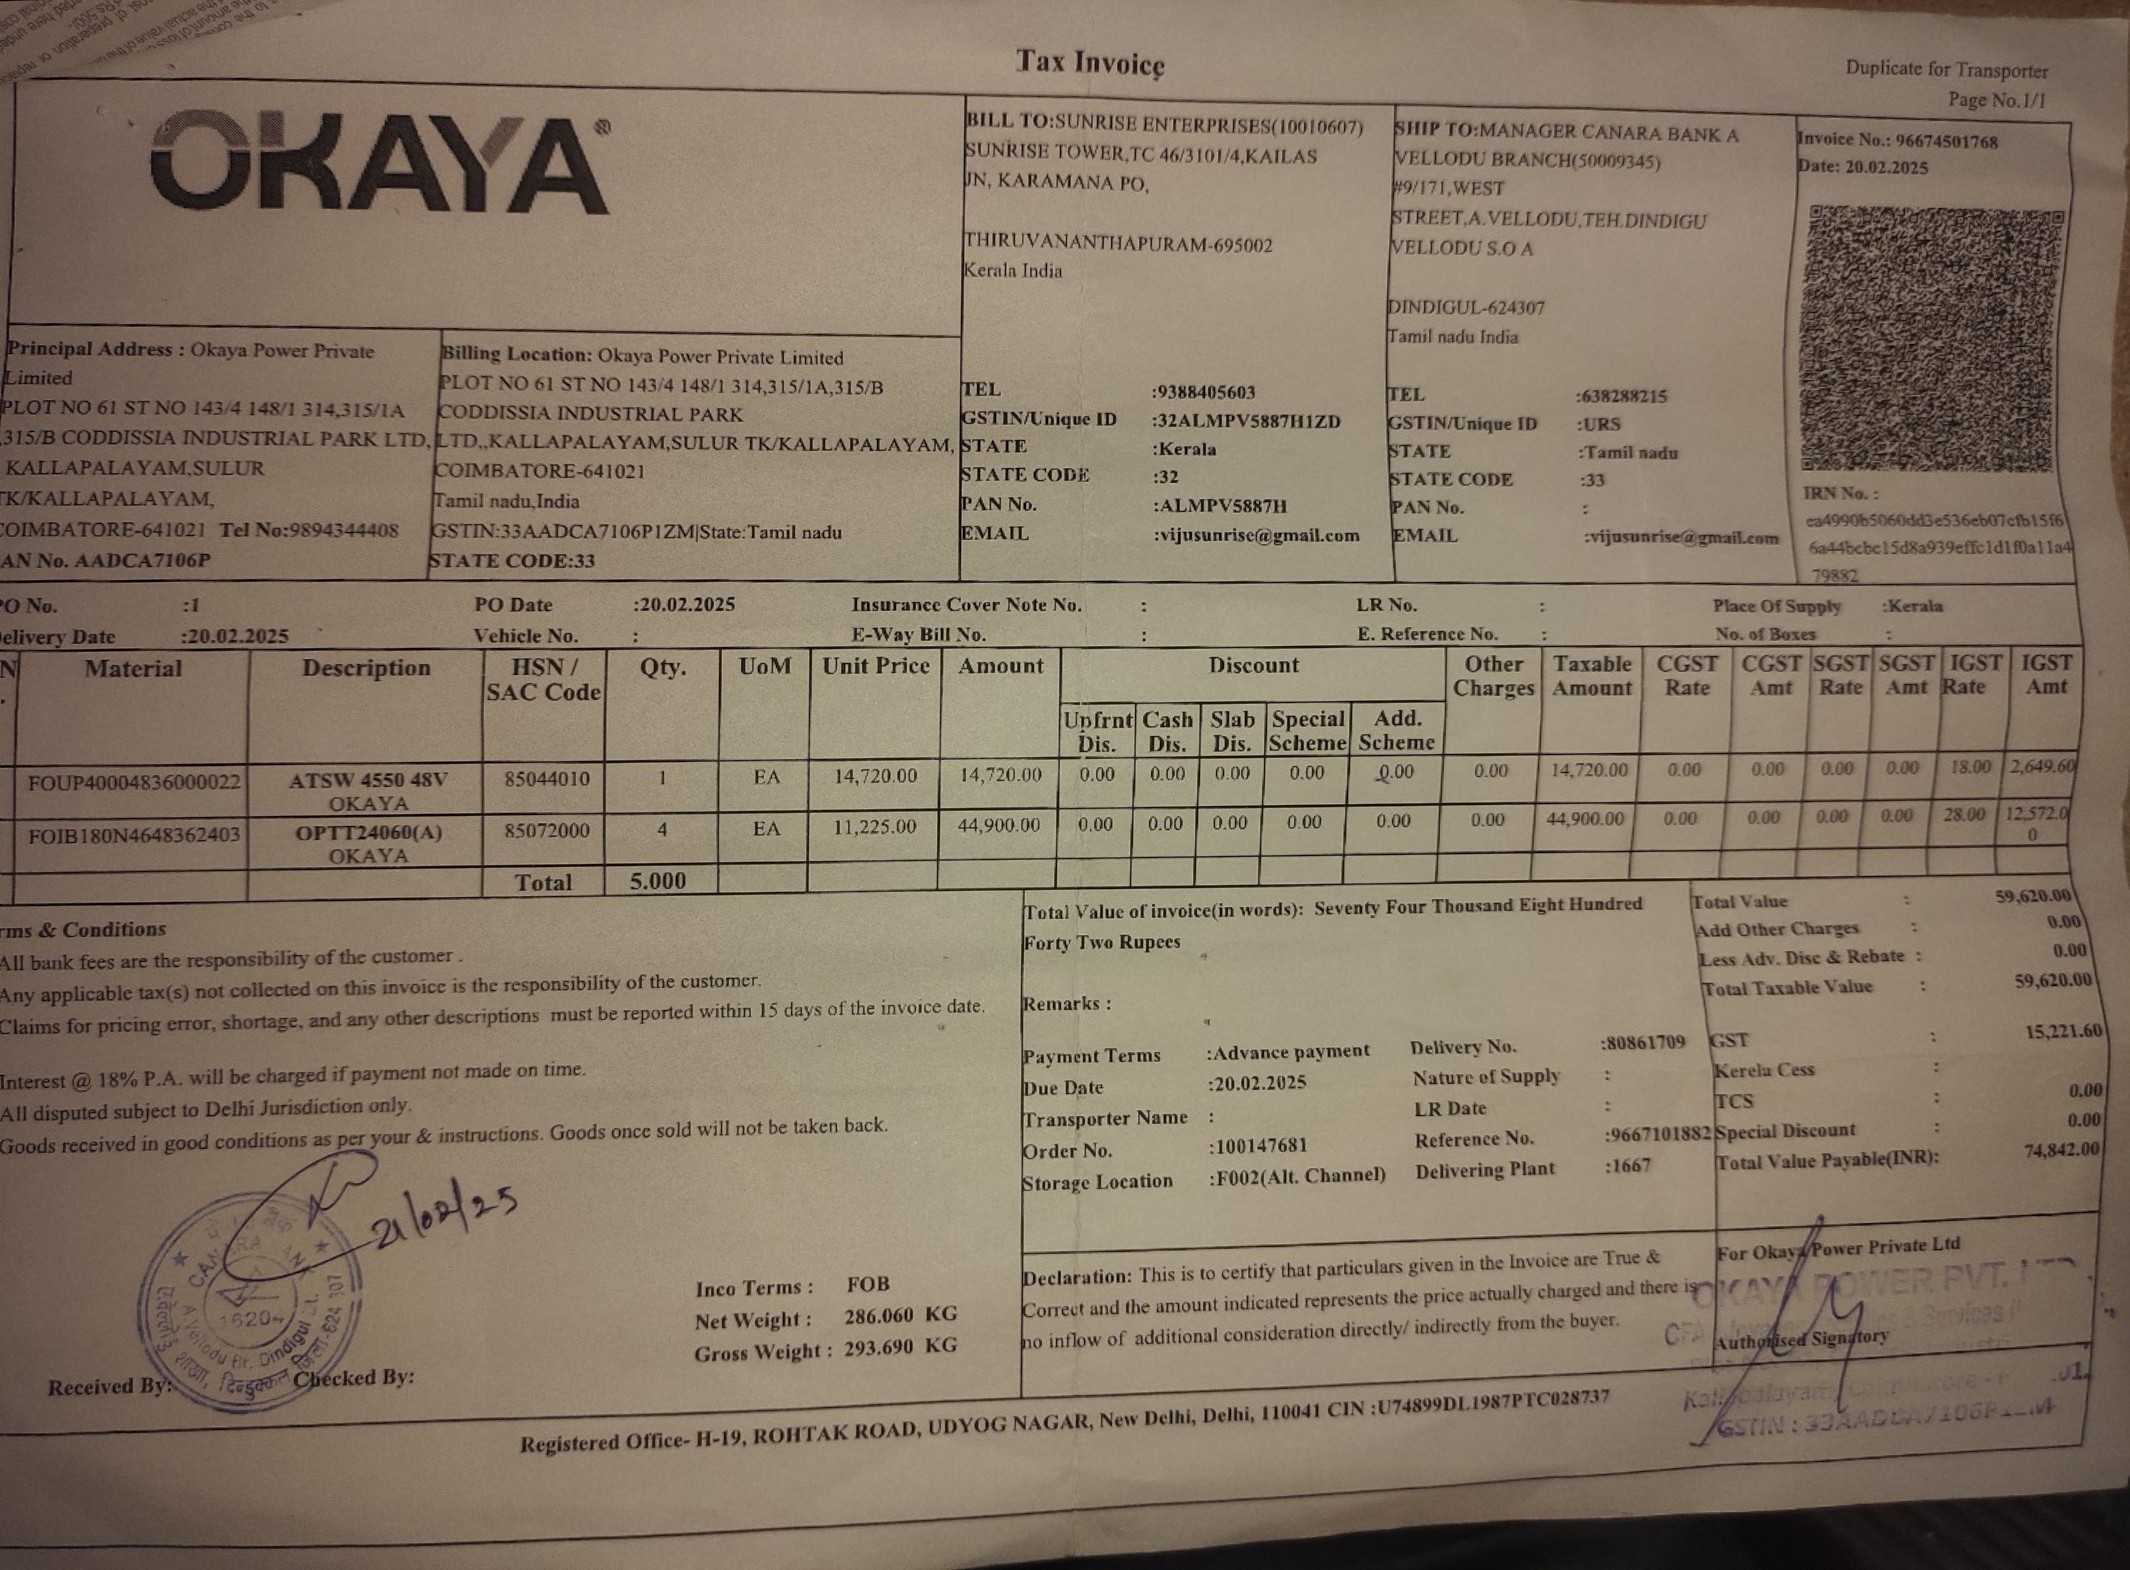 Tax Invoice
Duplicate for Transporter
Page No.1/1
OKAYA®
BILL TO:SUNRISE ENTERPRISES(10010607)
SUNRISE TOWER,TC 46/3101/4,KAILAS
JN, KARAMANA PO,
THIRUVANANTHAPURAM-695002
Kerala India
TEL :9388405603
GSTIN/Unique ID :32ALMPV5887H1ZD
STATE :Kerala
STATE CODE :32
PAN No. :ALMPV5887H
EMAIL :vijusunrise@gmail.com
SHIP TO:MANAGER CANARA BANK A
VELLODU BRANCH(50009345)
#9/171,WEST
STREET,A.VELLODU,TEH.DINDIGU
VELLODU S.O A
DINDIGUL-624307
Tamil nadu India
TEL :638288215
GSTIN/Unique ID :URS
STATE :Tamil nadu
STATE CODE :33
PAN No. :
EMAIL :vijusunrise@gmail.com
Invoice No.: 96674501768
Date: 20.02.2025
IRN No. :
ea4990b5060dd3e536eb07cfb15f6
6a44bcbc15d8a939effc1d1f0a11a4
79882
Principal Address : Okaya Power Private
Limited
PLOT NO 61 ST NO 143/4 148/1 314,315/1A
,315/B CODDISSIA INDUSTRIAL PARK LTD,
KALLAPALAYAM,SULUR
TK/KALLAPALAYAM,
COIMBATORE-641021 Tel No:9894344408
AN No. AADCA7106P
Billing Location: Okaya Power Private Limited
PLOT NO 61 ST NO 143/4 148/1 314,315/1A,315/B
CODDISSIA INDUSTRIAL PARK
LTD,,KALLAPALAYAM,SULUR TK/KALLAPALAYAM,
COIMBATORE-641021
Tamil nadu,India
GSTIN:33AADCA7106P1ZM|State:Tamil nadu
STATE CODE:33
PO No. :1 PO Date :20.02.2025 Insurance Cover Note No. : LR No. : Place Of Supply :Kerala
elivery Date :20.02.2025 Vehicle No. : E-Way Bill No. : E. Reference No. : No. of Boxes :
N. Material Description HSN / SAC Code Qty. UoM Unit Price Amount Discount Other Charges Taxable Amount CGST Rate CGST Amt SGST Rate SGST Amt IGST Rate IGST Amt
Upfrnt Dis. Cash Dis. Slab Dis. Special Scheme Add. Scheme
FOUP40004836000022 ATSW 4550 48V OKAYA 85044010 1 EA 14,720.00 14,720.00 0.00 0.00 0.00 0.00 0.00 0.00 14,720.00 0.00 0.00 0.00 0.00 18.00 2,649.60
FOIB180N4648362403 OPTT24060(A) OKAYA 85072000 4 EA 11,225.00 44,900.00 0.00 0.00 0.00 0.00 0.00 0.00 44,900.00 0.00 0.00 0.00 0.00 28.00 12,572.00
Total 5.000
rms & Conditions
All bank fees are the responsibility of the customer .
Any applicable tax(s) not collected on this invoice is the responsibility of the customer.
Claims for pricing error, shortage, and any other descriptions must be reported within 15 days of the invoice date.
Interest @ 18% P.A. will be charged if payment not made on time.
All disputed subject to Delhi Jurisdiction only.
Goods received in good conditions as per your & instructions. Goods once sold will not be taken back.
Total Value of invoice(in words): Seventy Four Thousand Eight Hundred
Forty Two Rupees
Remarks :
Payment Terms :Advance payment Delivery No. :80861709
Due Date :20.02.2025 Nature of Supply :
Transporter Name : LR Date :
Order No. :100147681 Reference No. :9667101882
Storage Location :F002(Alt. Channel) Delivering Plant :1667
Total Value : 59,620.00
Add Other Charges : 0.00
Less Adv. Disc & Rebate : 0.00
Total Taxable Value : 59,620.00
GST : 15,221.60
Kerela Cess :
TCS : 0.00
Special Discount : 0.00
Total Value Payable(INR): 74,842.00
21/02/25
A Vellodu Br. Dindigul Dt.
Inco Terms : FOB
Net Weight : 286.060 KG
Gross Weight : 293.690 KG
Received By:
Checked By:
Declaration: This is to certify that particulars given in the Invoice are True &
Correct and the amount indicated represents the price actually charged and there is
no inflow of additional consideration directly/ indirectly from the buyer.
For Okaya Power Private Ltd
OKAYA POWER PVT. LTD.
Authorised Signatory
Registered Office- H-19, ROHTAK ROAD, UDYOG NAGAR, New Delhi, Delhi, 110041 CIN :U74899DL1987PTC028737